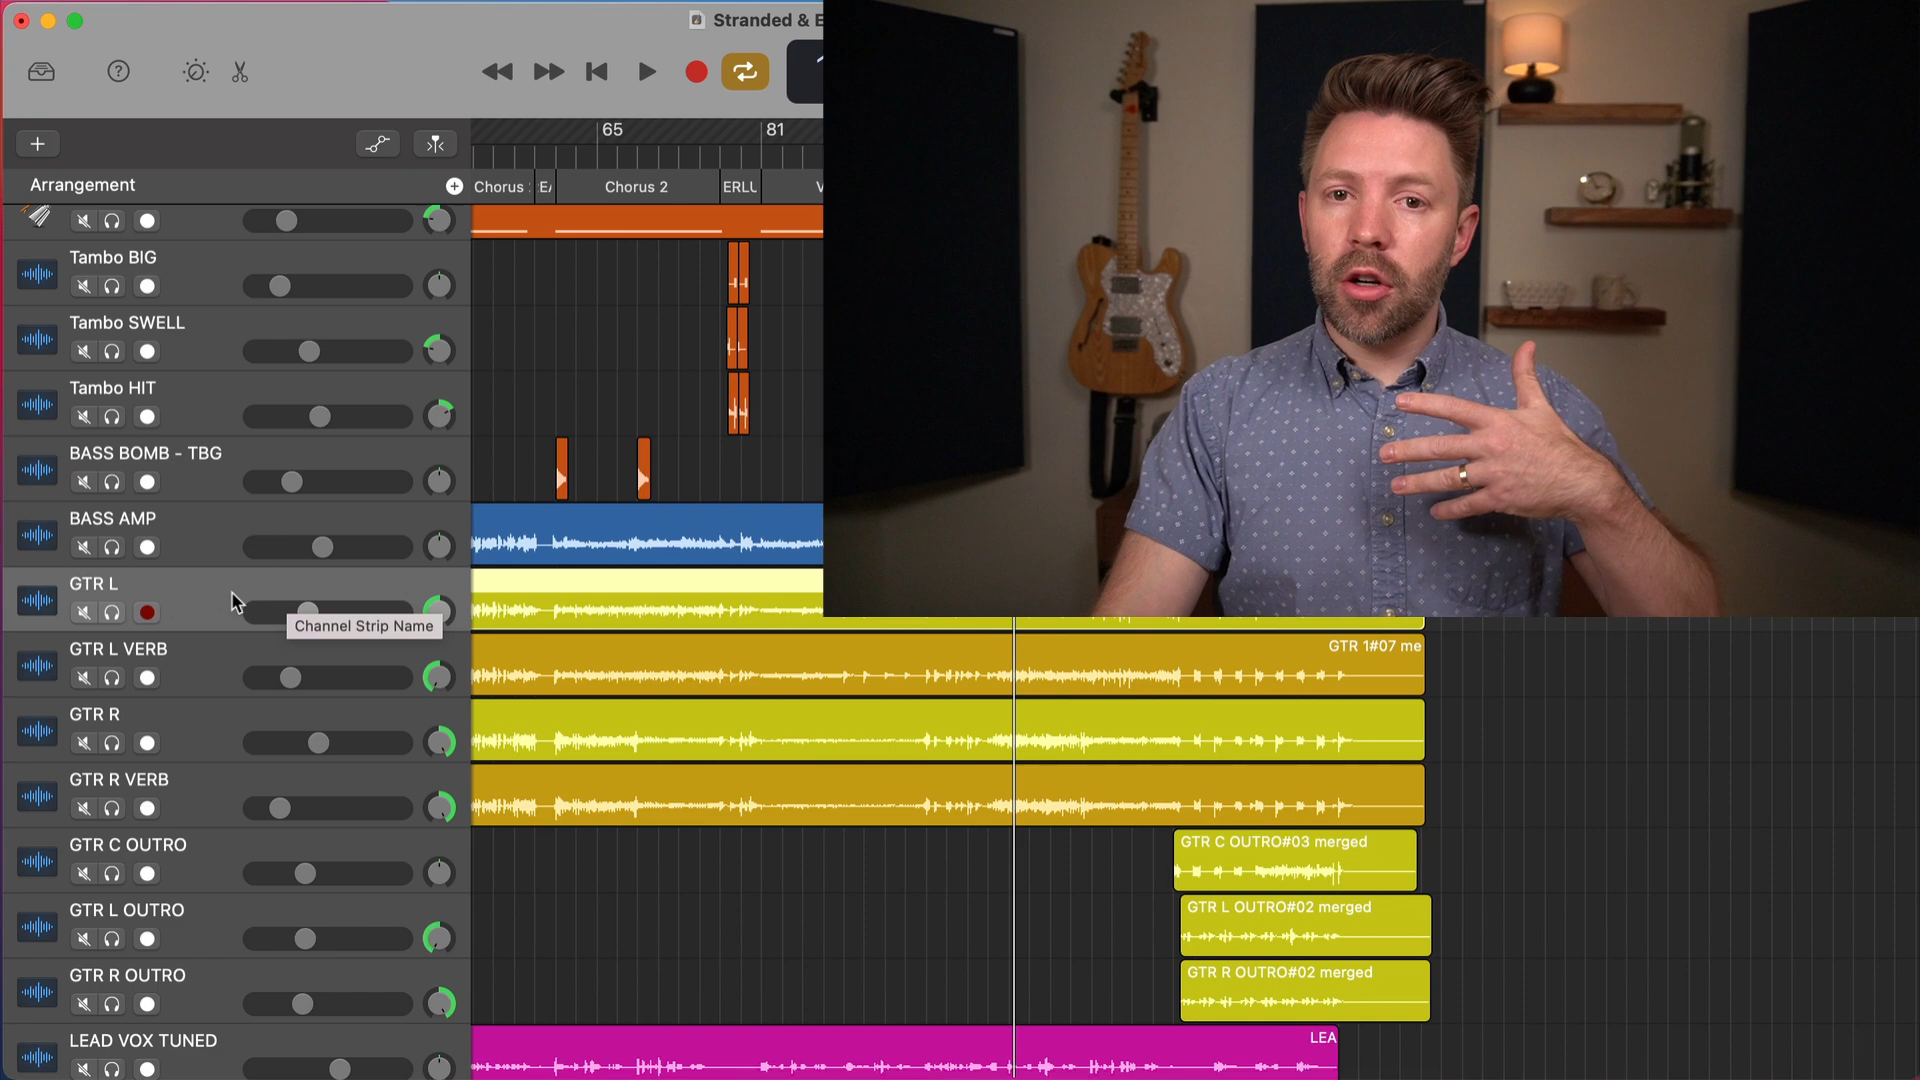 Stranded & E
65
81
Arrangement
Chorus
E/
Chorus 2
ERLU
V
Tambo BIG
Tambo SWELL
Tambo HIT
BASS BOMB - TBG
BASS AMP
GTR L
Channel Strip Name
GTR L VERB
GTR 1#07 me
GTR R
GTR R VERB
GTR C OUTRO
GTR C OUTRO#03 merged
GTR L OUTRO
GTR L OUTRO#02 merged
GTR R OUTRO
GTR R OUTRO#02 merged
LEAD VOX TUNED
LEA